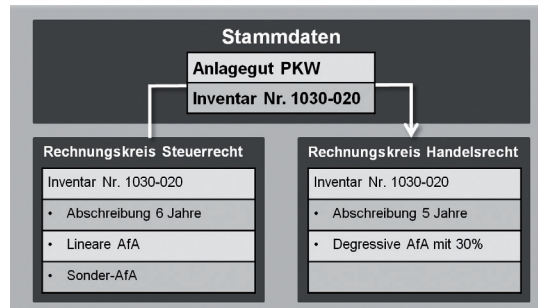 Stammdaten
Anlagegut PKW
Inventar Nr. 1030-020
Rechnungskreis Steuerrecht
Inventar Nr. 1030-020
• Abschreibung 6 Jahre
• Lineare AfA
• Sonder-AfA
Rechnungskreis Handelsrecht
Inventar Nr. 1030-020
• Abschreibung 5 Jahre
• Degressive AfA mit 30%